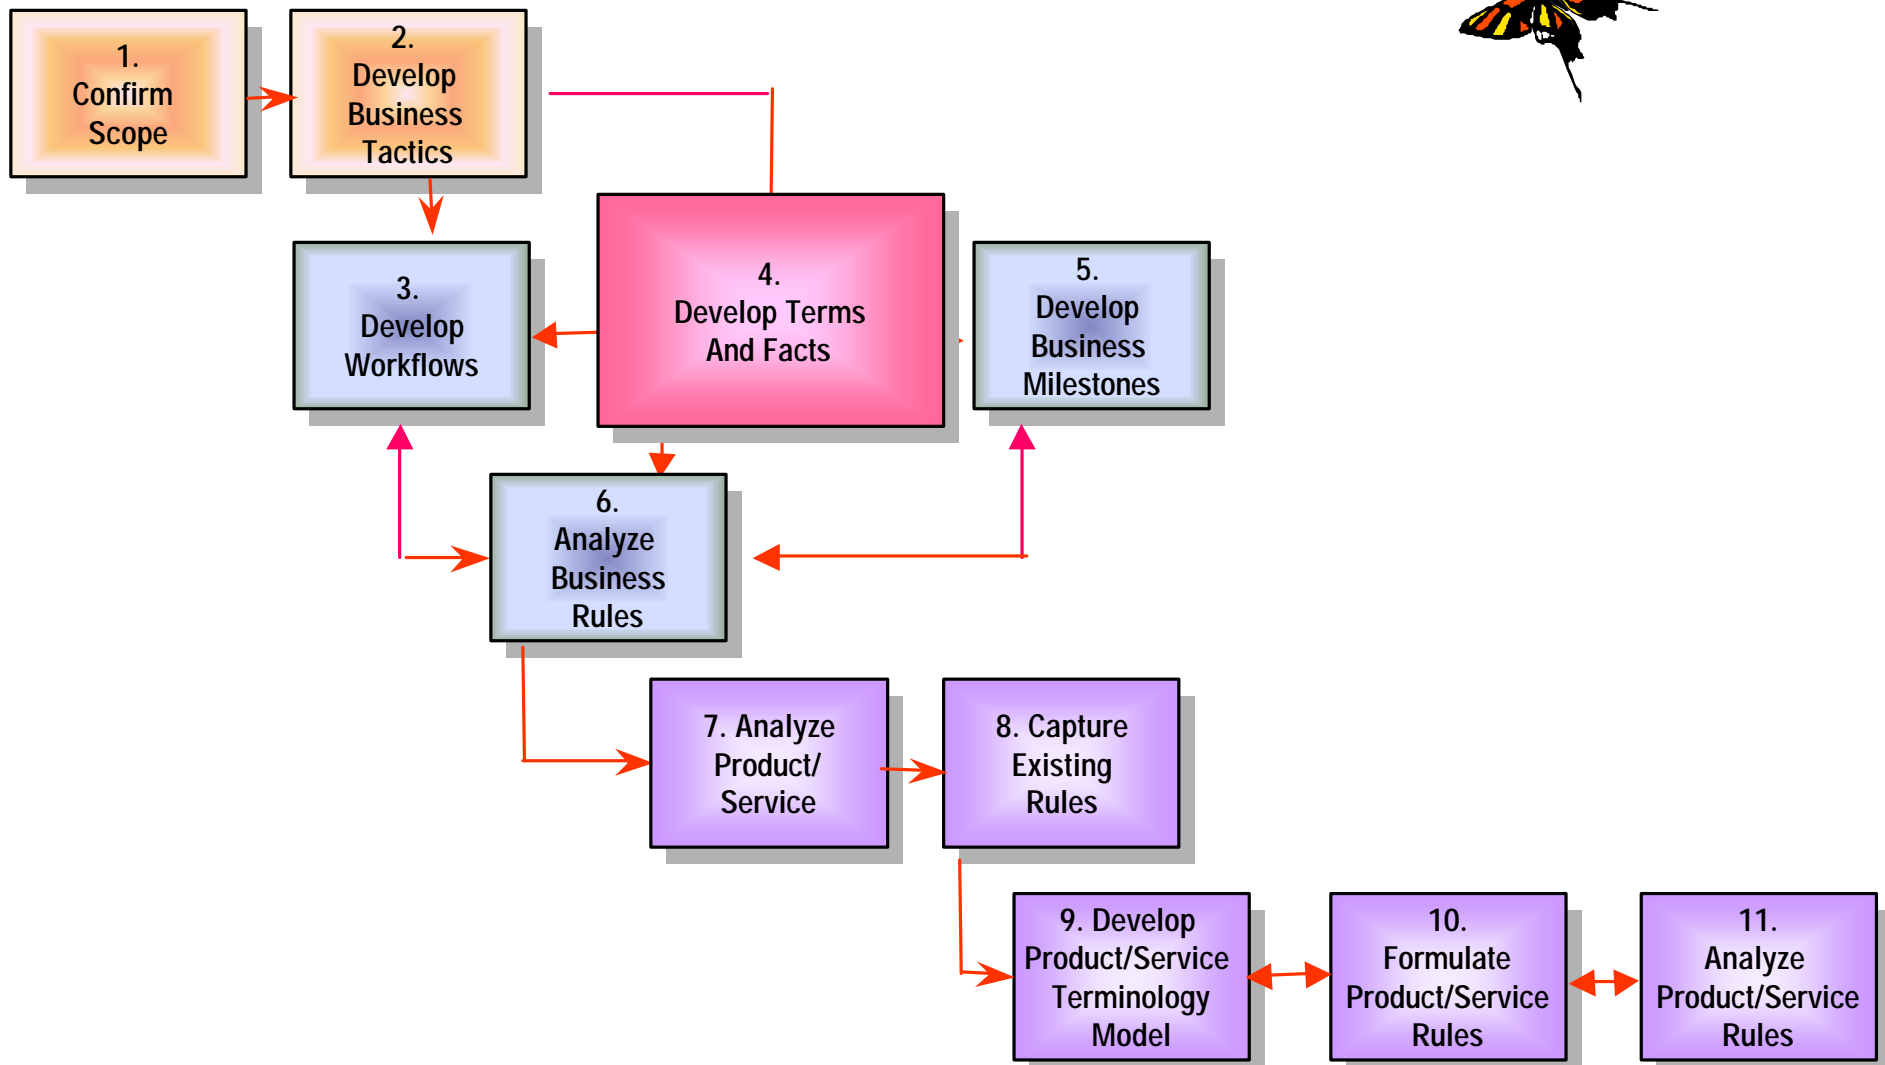 1.
Confirm
Scope
2.
Develop
Business
Tactics
3.
Develop
Workflows
4.
Develop Terms
And Facts
5.
Develop
Business
Milestones
6.
Analyze
Business
Rules
7. Analyze
Product/
Service
8. Capture
Existing
Rules
9. Develop
Product/Service
Terminology
Model
10.
Formulate
Product/Service
Rules
11.
Analyze
Product/Service
Rules